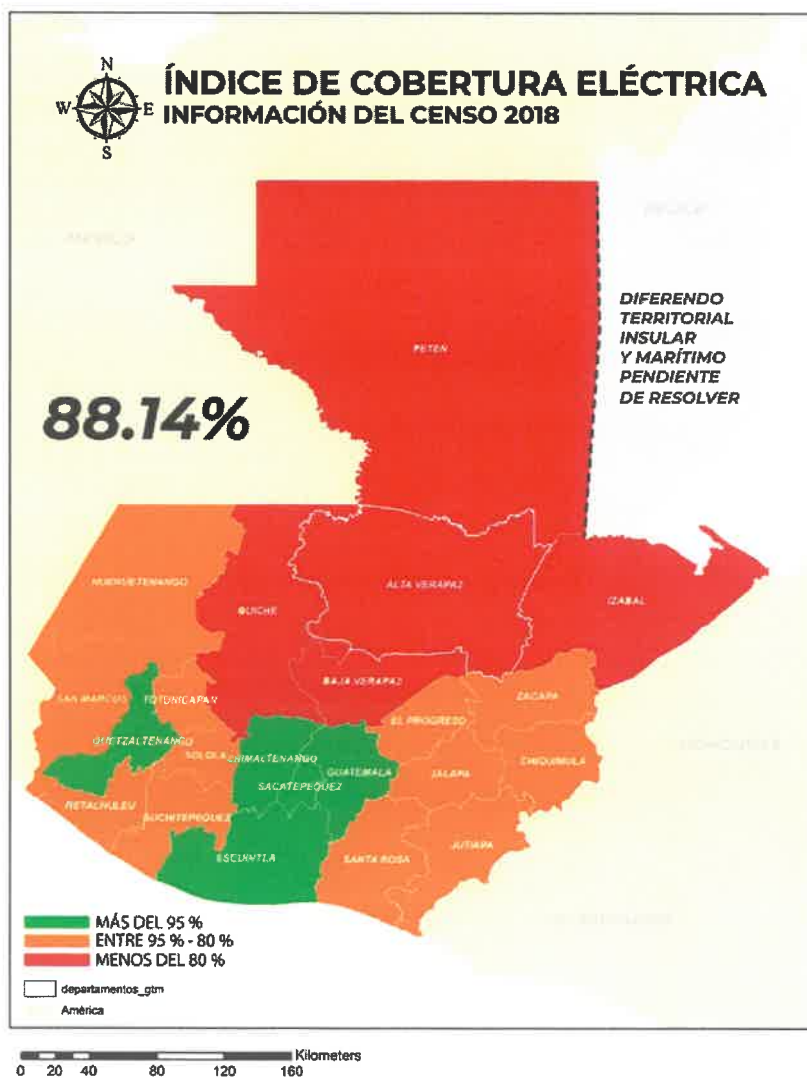 N
W E
S
ÍNDICE DE COBERTURA ELÉCTRICA
INFORMACIÓN DEL CENSO 2018
PETEN
DIFERENDO
TERRITORIAL
INSULAR
Y MARÍTIMO
PENDIENTE
DE RESOLVER
88.14%
HUEHUETENANGO
QUICHE
ALTA VERAPAZ
IZABAL
BAJA VERAPAZ
SAN MARCOS
TOTONICAPAN
ZACAPA
EL PROGRESO
QUETZALTENANGO
SOLOLA
CHIMALTENANGO
GUATEMALA
JALAPA
CHIQUIMULA
SACATEPEQUEZ
RETALHULEU
SUCHITEPEQUEZ
ESCUINTLA
SANTA ROSA
JUTIAPA
MÁS DEL 95 %
ENTRE 95 % - 80 %
MENOS DEL 80 %
departamentos_gtm
América
Kilometers
0 20 40 80 120 160